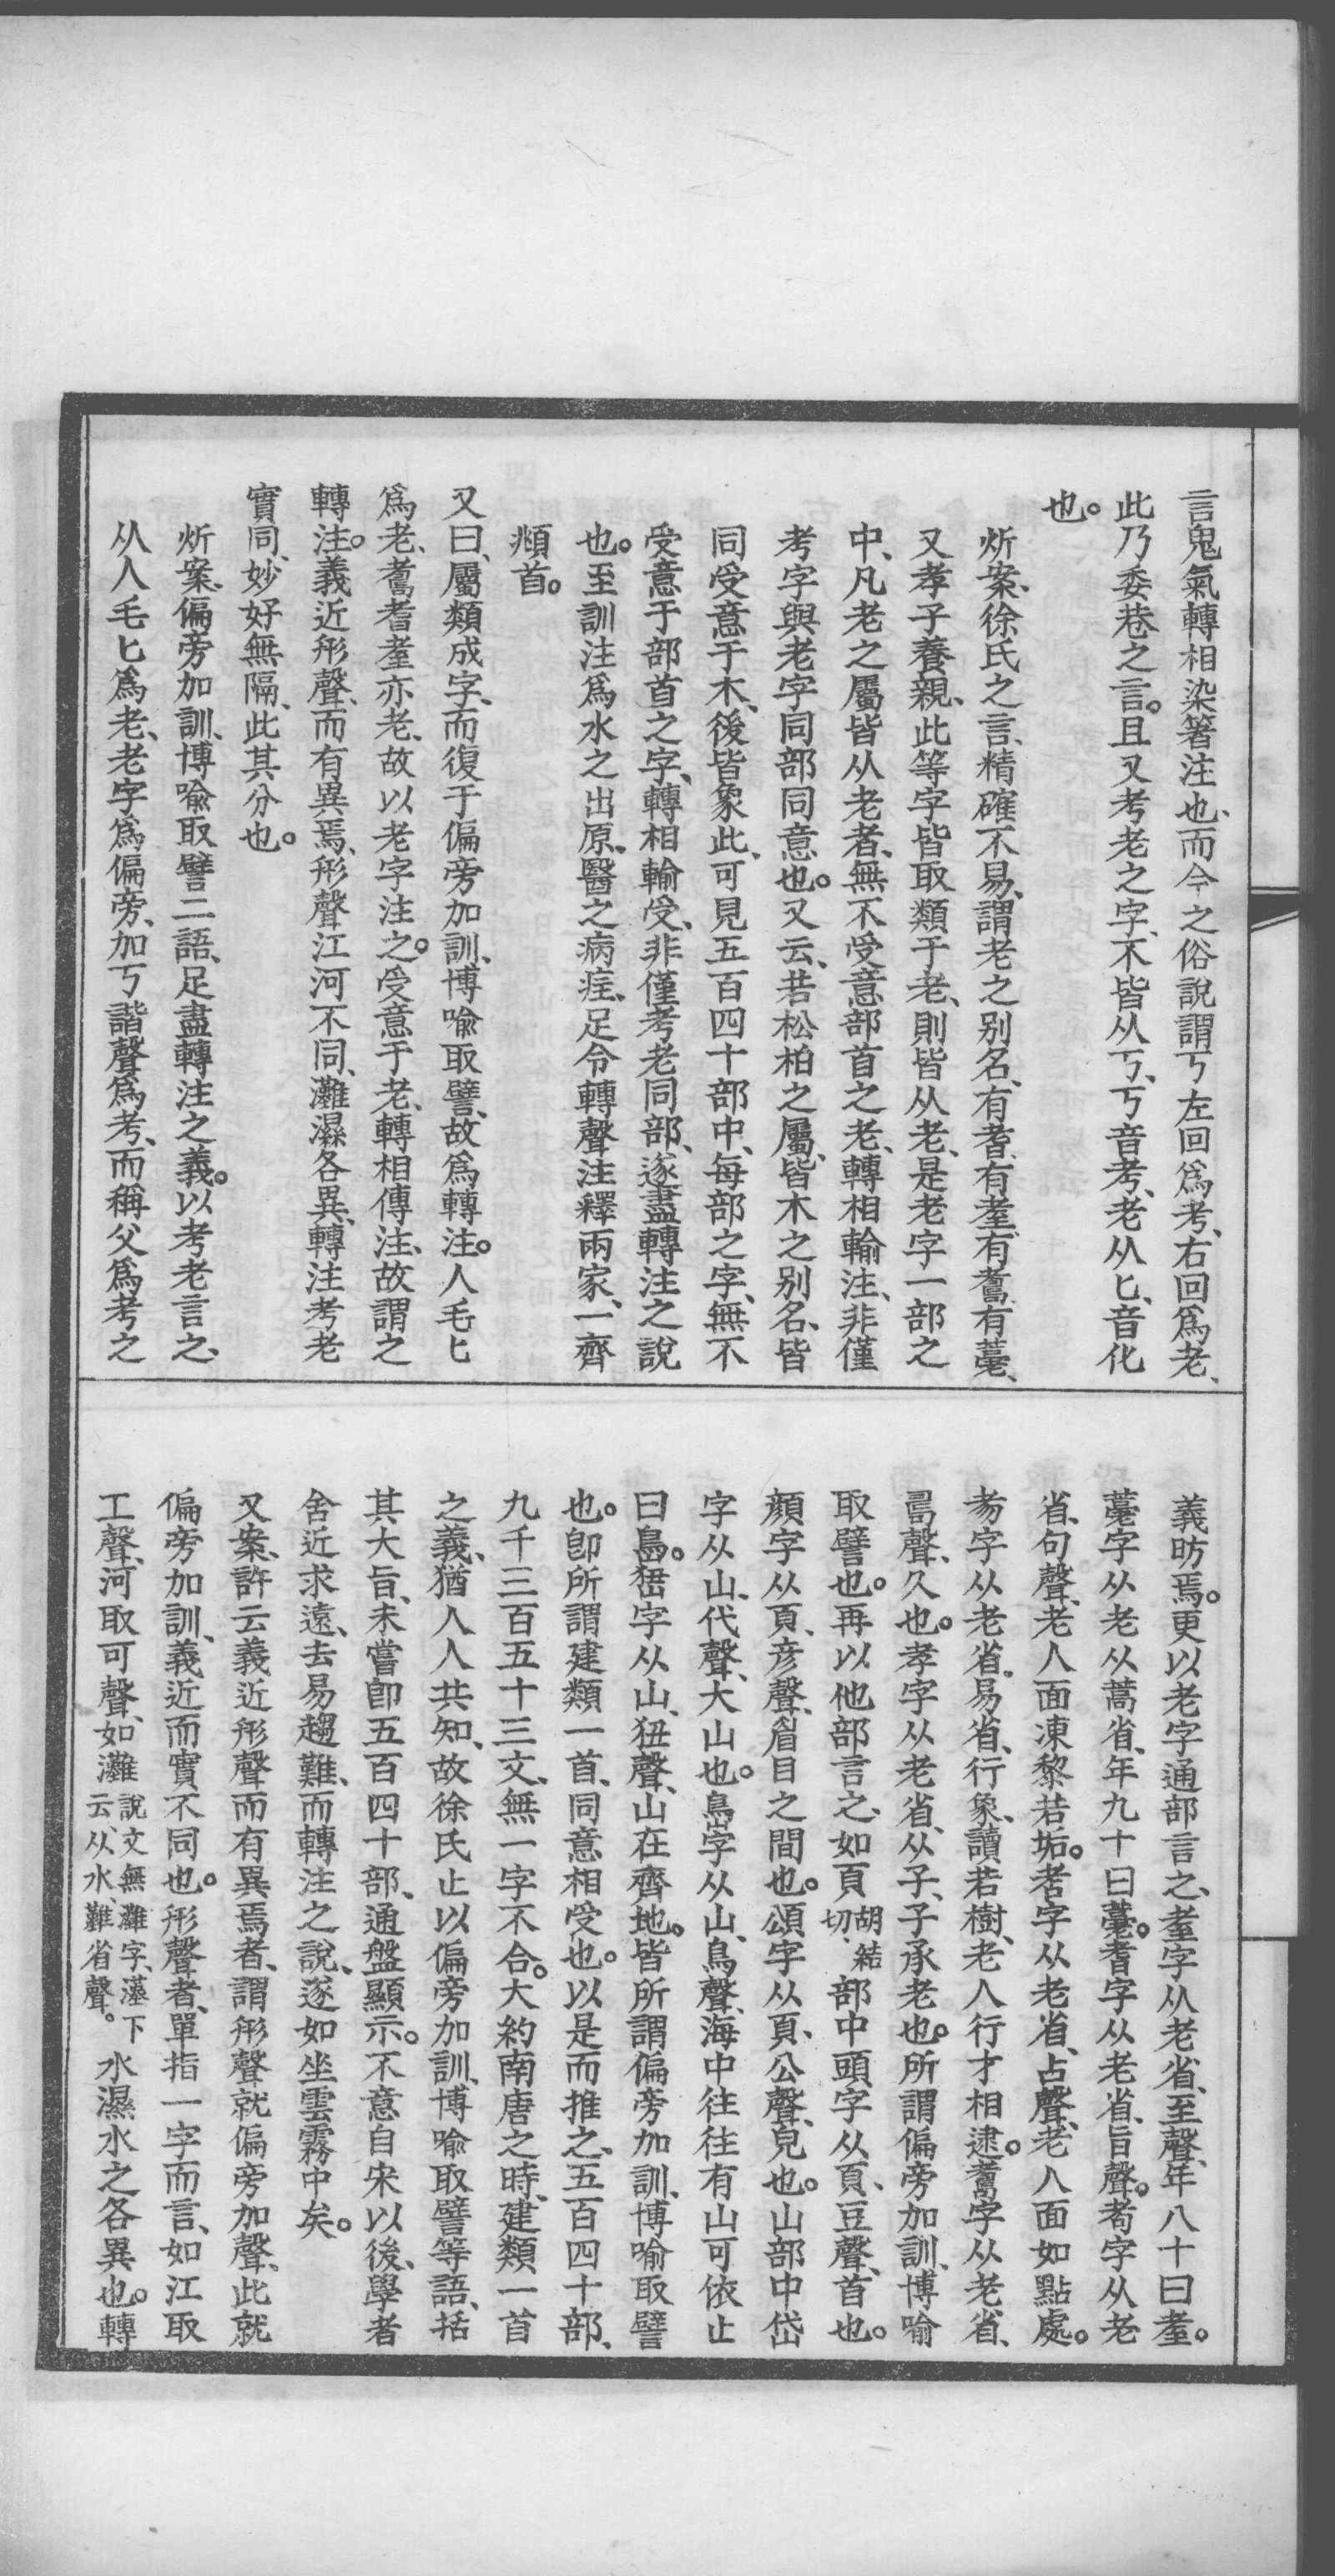 言鬼氣轉相染箸注也、而今之俗說謂丂左回爲考、右回爲老、
此乃委巷之言。且又考老之字、不皆从丂、丂音考、老从匕、音化
也。
炘案、徐氏之言、精確不易、謂老之别名、有耆、有耋、有耇、有薹、
又孝子養親、此等字皆取類于老、則皆从老、是老字一部之
中、凡老之屬皆从老者、無不受意部首之老、轉相輸注、非僅
考字與老字同部同意也。又云、若松柏之屬、皆木之别名、皆
同受意于木、後皆象此、可見五百四十部中、每部之字、無不
受意于部首之字、轉相輸受、非僅考老同部、遂盡轉注之說
也。至訓注爲水之出原、醫之病症、足令轉聲注釋兩家、一齊
頫首。
又曰、屬類成字、而復于偏旁加訓、博喩取譬、故爲轉注。人毛匕
爲老、耆耋亦老、故以老字注之。受意于老、轉相傳注、故謂之
轉注。義近形聲、而有異焉、形聲江河不同、灘濕各異、轉注考老
實同、妙好無隔、此其分也。
炘案、偏旁加訓、博喩取譬二語、足盡轉注之義。以考老言之、
从人毛匕爲老、老字爲偏旁、加丂諧聲爲考、而稱父爲考之
義昉焉。更以老字通部言之、耋字从老省、至聲、年八十曰耋。
薹字从老从蒿省、年九十曰薹。耆字从老省、旨聲。耇字从老
省、句聲、老人面凍黎若垢。耉字从老省、占聲、老人面如點處。
字从老省、易省、行象、讀若樹、老人行才相逮。字从老省、
聲、久也。孝字从老省、从子、子承老也。所謂偏旁加訓、博喻
取譬也。再以他部言之、如頁胡結切。部中頭字从頁、豆聲、首也。
顏字从頁、彥聲、眉目之間也。頌字从頁、公聲、皃也。山部中岱
字从山、代聲、大山也。島字从山、鳥聲、海中往往有山可依止
曰島。峱字从山、狃聲、山在齊地。皆所謂偏旁加訓、博喻取譬
也。卽所謂建類一首、同意相受也。以是而推之、五百四十部、
九千三百五十三文、無一字不合。大約南唐之時、建類一首
之義、猶人人共知、故徐氏止以偏旁加訓、博喻取譬等語、括
其大旨、未嘗卽五百四十部、通盤顯示。不意自宋以後、學者
舍近求遠、去易趨難、而轉注之說、遂如坐雲霧中矣。
又案、許云義近形聲而有異焉者、謂形聲就偏旁加聲、此就
偏旁加訓、義近而實不同也。形聲者、單指一字而言、如江取
工聲、河取可聲、如灘說文無灘字、灘下云、从水難省聲。水濕水之各異也。轉